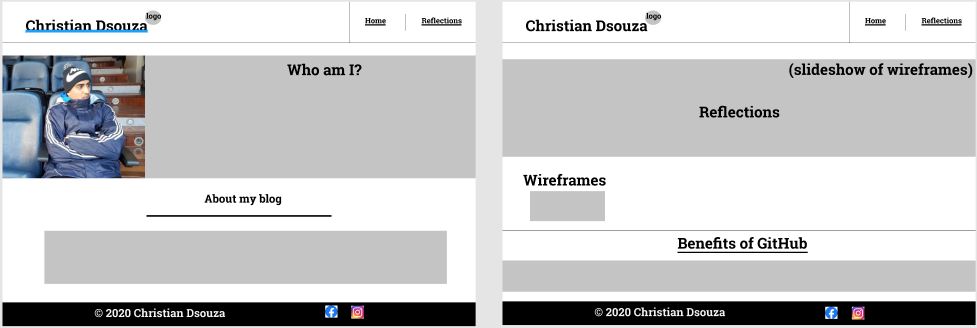 Christian Dsouza
logo
Home
Reflections
Who am I?
About my blog
© 2020 Christian Dsouza
Christian Dsouza
logo
Home
Reflections
(slideshow of wireframes)
Reflections
Wireframes
Benefits of GitHub
© 2020 Christian Dsouza